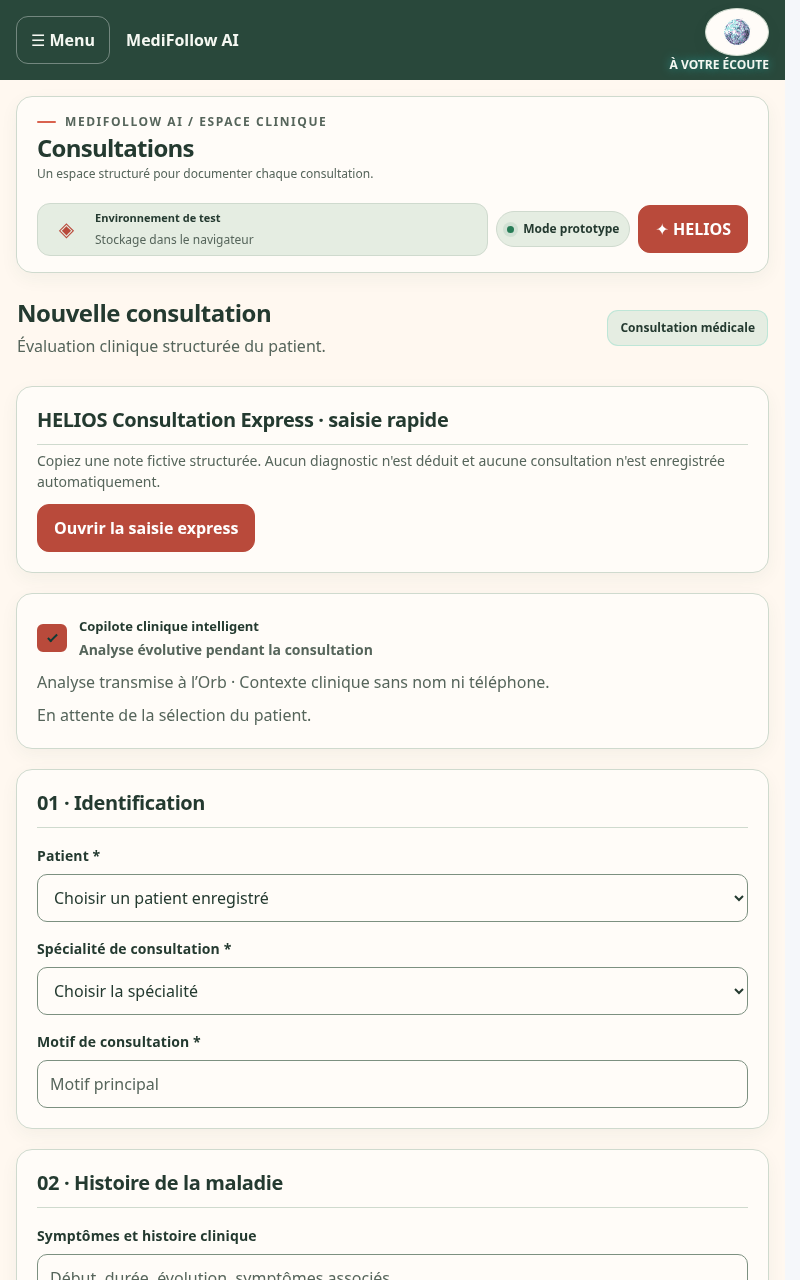 ☰ Menu
MediFollow AI
À VOTRE ÉCOUTE
MEDIFOLLOW AI / ESPACE CLINIQUE
Consultations
Un espace structuré pour documenter chaque consultation.
Environnement de test
Stockage dans le navigateur
Mode prototype
✦ HELIOS
Nouvelle consultation
Évaluation clinique structurée du patient.
Consultation médicale
HELIOS Consultation Express · saisie rapide
Copiez une note fictive structurée. Aucun diagnostic n'est déduit et aucune consultation n'est enregistrée
automatiquement.
Ouvrir la saisie express
Copilote clinique intelligent
Analyse évolutive pendant la consultation
Analyse transmise à l’Orb · Contexte clinique sans nom ni téléphone.
En attente de la sélection du patient.
01 · Identification
Patient *
Choisir un patient enregistré
Spécialité de consultation *
Choisir la spécialité
Motif de consultation *
Motif principal
02 · Histoire de la maladie
Symptômes et histoire clinique
Début, durée, évolution, symptômes associés